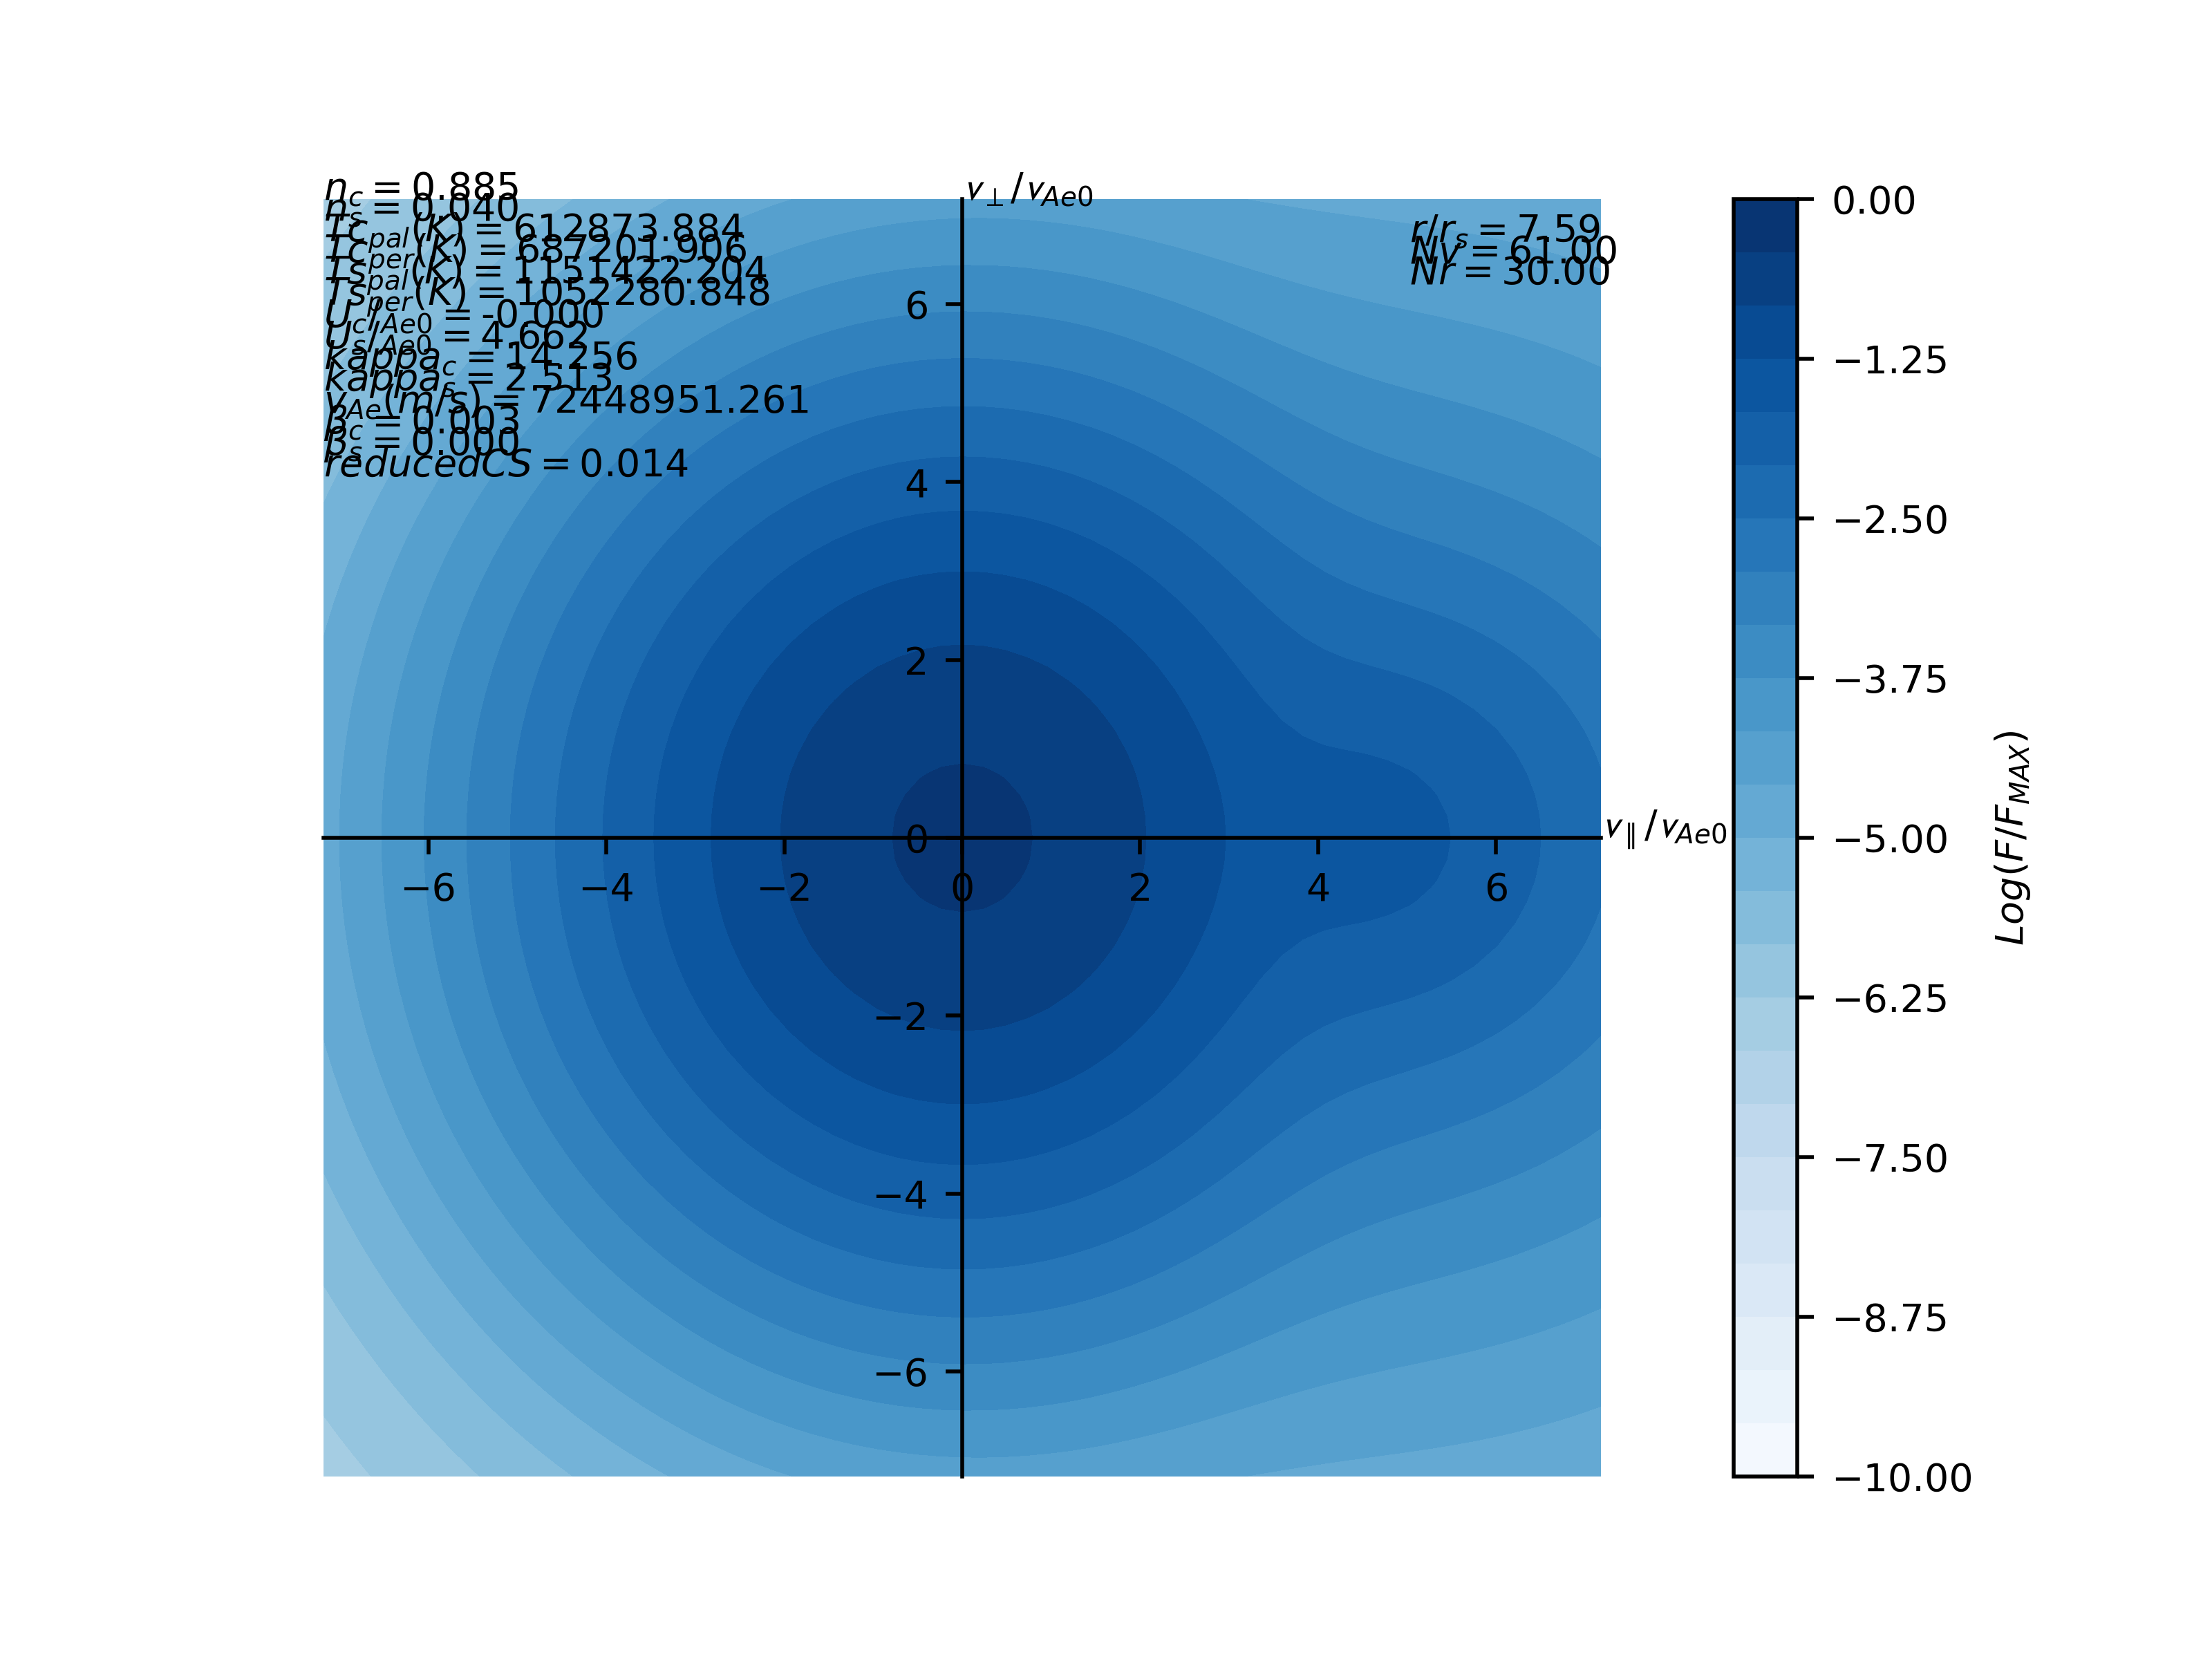 n_c = 0.885
n_s = 0.040
Tc_pal(K) = 612873.884
Tc_per(K) = 687201.906
Ts_pal(K) = 1151422.204
Ts_per(K) = 1052280.848
U_c/Ae0 = -0.000
U_s/Ae0 = 4.662
kappa_c = 14.256
kappa_s = 2.513
v_Ae(m/s) = 72448951.261
β_c = 0.003
β_s = 0.000
reducedCS = 0.014
v⊥/v_Ae0
r/r_s = 7.59
Nv = 61.00
Nr = 30.00
6
4
2
0
−2
−4
−6
−6 −4 −2 0 2 4 6
v∥/v_Ae0
0.00
−1.25
−2.50
−3.75
−5.00
−6.25
−7.50
−8.75
−10.00
Log(F/F_MAX)